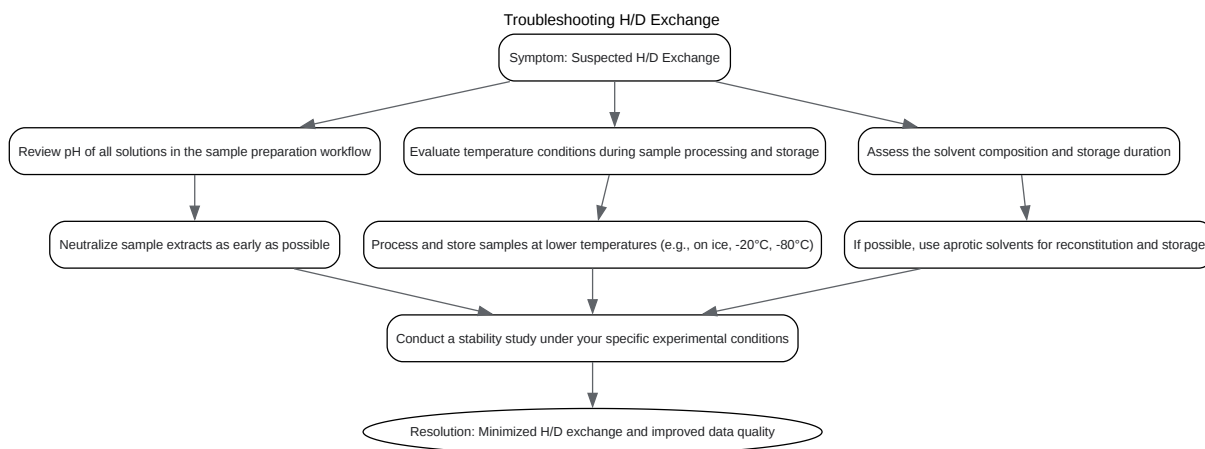 Troubleshooting H/D Exchange
Symptom: Suspected H/D Exchange
Review pH of all solutions in the sample preparation workflow
Evaluate temperature conditions during sample processing and storage
Assess the solvent composition and storage duration
Neutralize sample extracts as early as possible
Process and store samples at lower temperatures (e.g., on ice, -20°C, -80°C)
If possible, use aprotic solvents for reconstitution and storage
Conduct a stability study under your specific experimental conditions
Resolution: Minimized H/D exchange and improved data quality